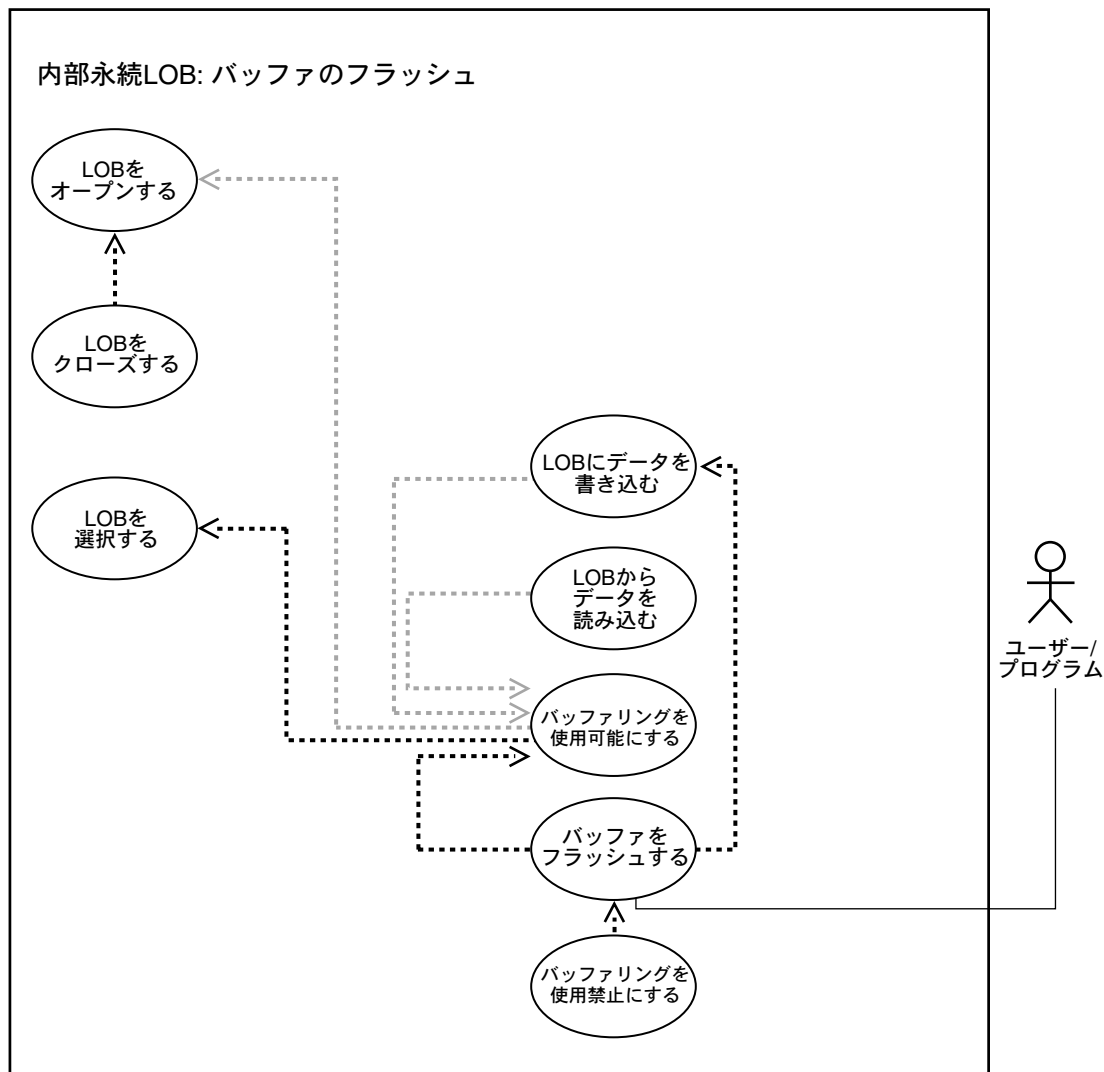 内部永続LOB: バッファのフラッシュ
LOBを
オープンする
LOBを
クローズする
LOBにデータを
書き込む
LOBを
選択する
LOBから
データを
読み込む
ユーザー/
プログラム
バッファリングを
使用可能にする
バッファを
フラッシュする
バッファリングを
使用禁止にする